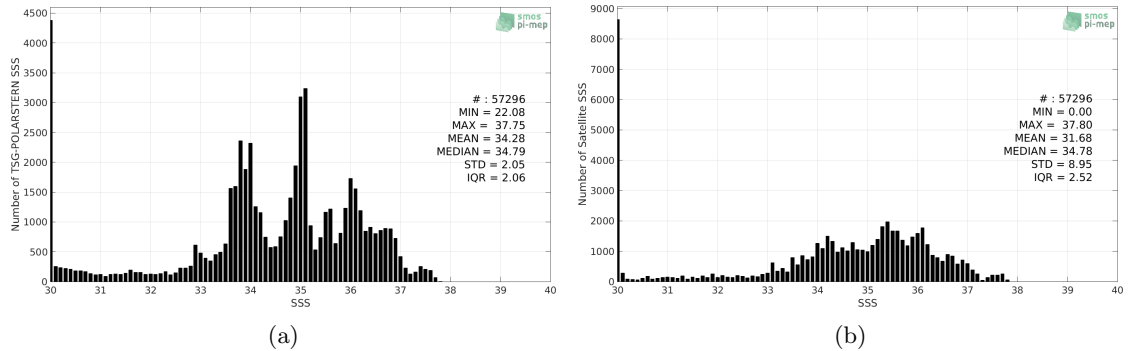 4500
4000
3500
3000
2500
2000
1500
1000
500
0
Number of TSG-POLARSTERN SSS
smos
pi-mep
# : 57296
MIN = 22.08
MAX = 37.75
MEAN = 34.28
MEDIAN = 34.79
STD = 2.05
IQR = 2.06
30 31 32 33 34 35 36 37 38 39 40
SSS
(a)
9000
8000
7000
6000
5000
4000
3000
2000
1000
0
Number of Satellite SSS
smos
pi-mep
# : 57296
MIN = 0.00
MAX = 37.80
MEAN = 31.68
MEDIAN = 34.78
STD = 8.95
IQR = 2.52
30 31 32 33 34 35 36 37 38 39 40
SSS
(b)